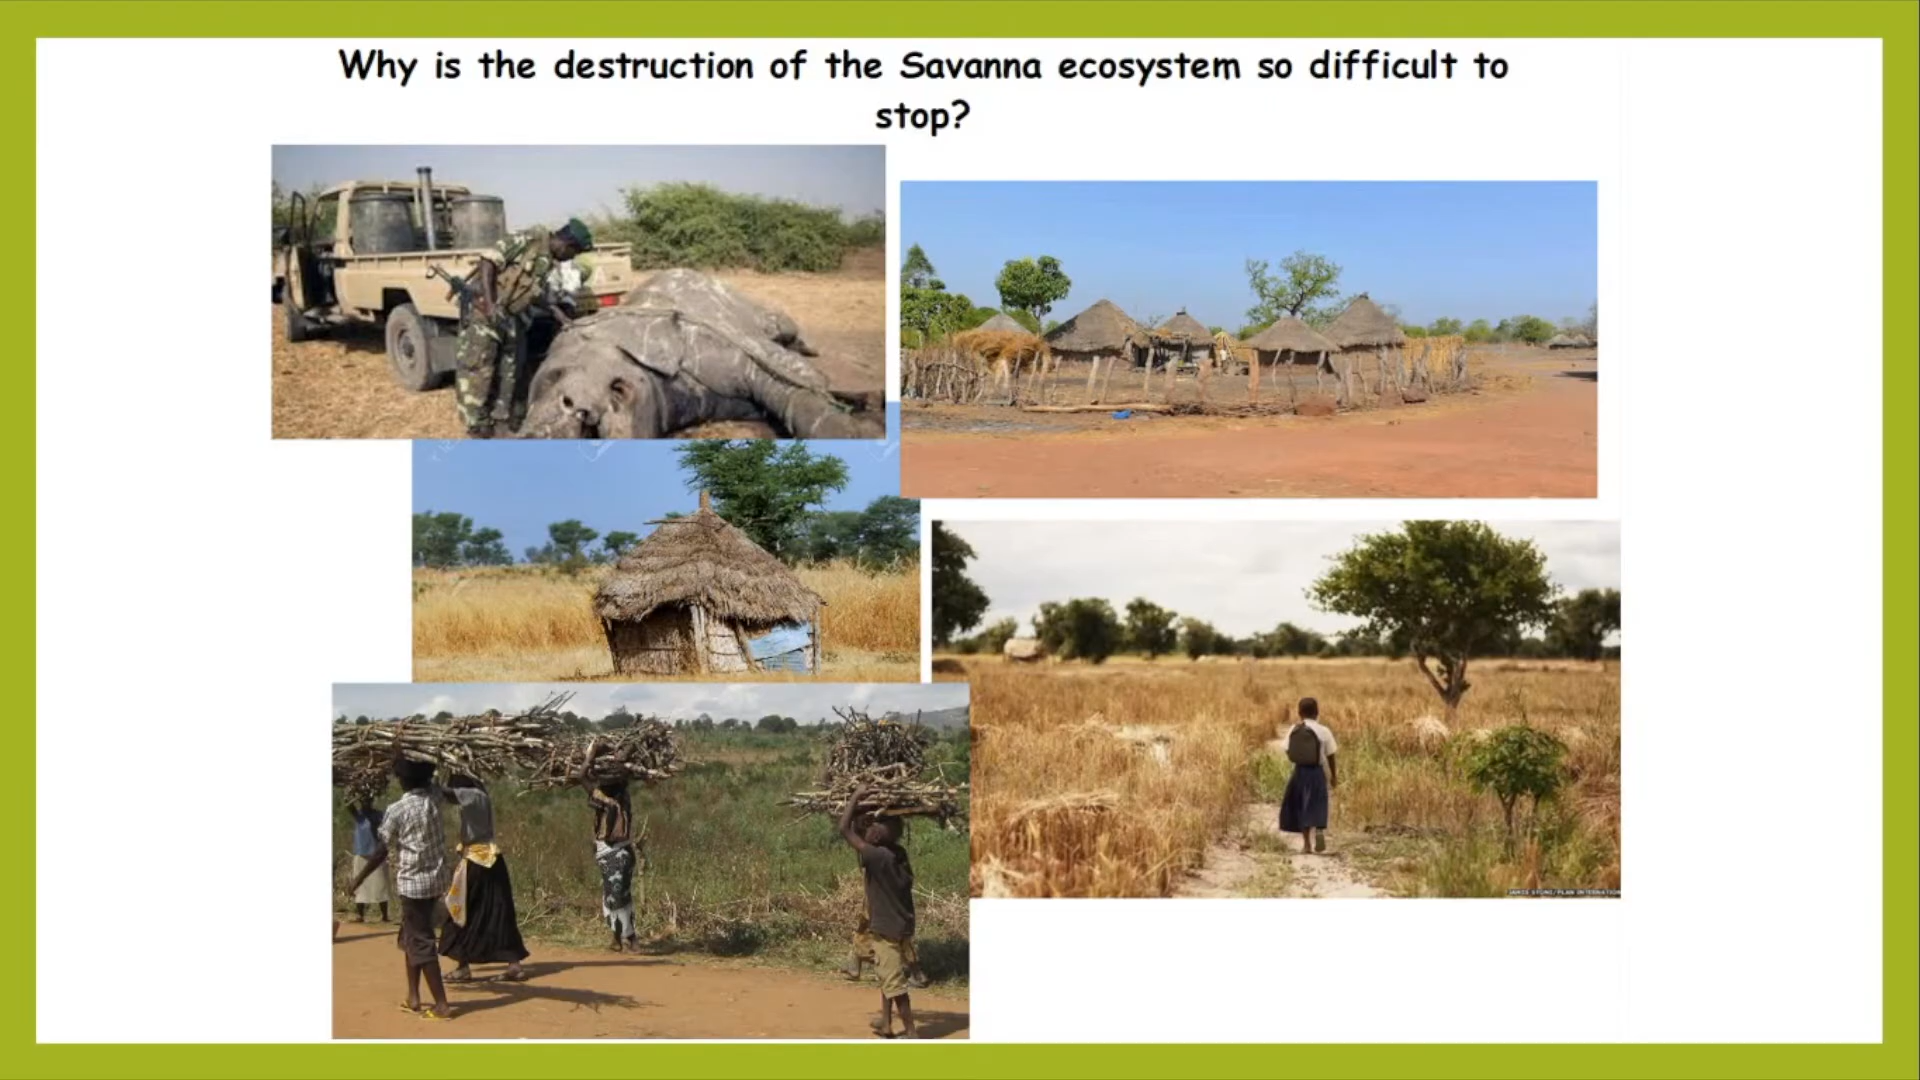 Why is the destruction of the Savanna ecosystem so difficult to
stop?